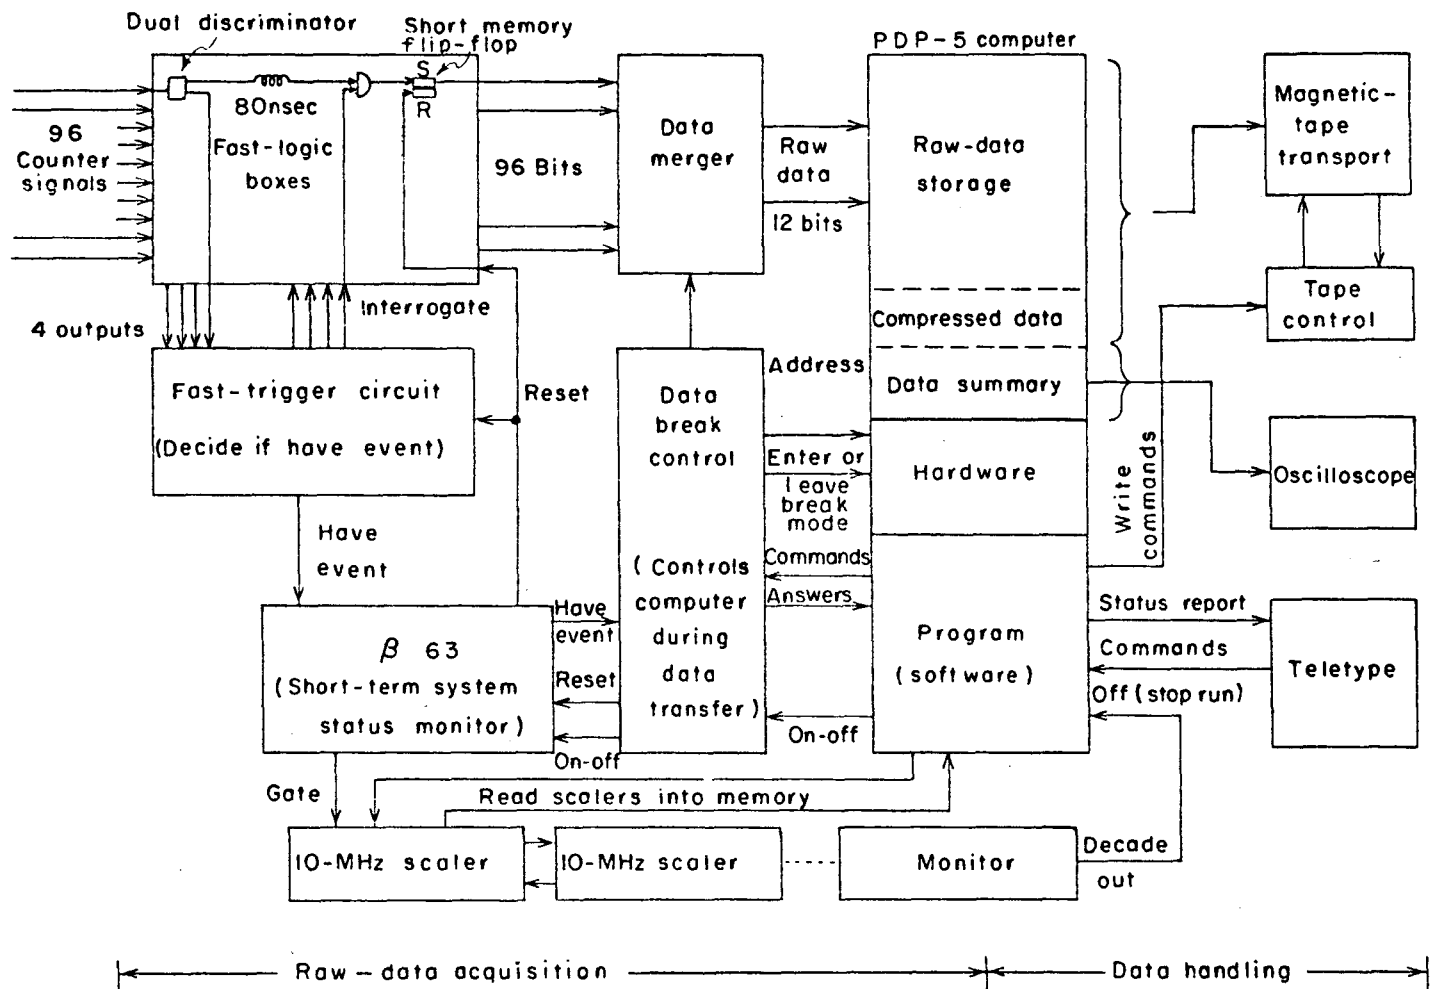 Dual discriminator
Short memory
flip-flop
PDP-5 computer
S
R
80nsec
Fast-logic
boxes
96
Counter
signals
96 Bits
Data
merger
Raw
data
12 bits
Raw-data
storage
Magnetic-
tape
transport
Interrogate
4 outputs
Compressed data
Tape
control
Fast-trigger circuit
(Decide if have event)
Reset
Data
break
control
Address
Data summary
Enter or
leave
break
mode
Hardware
Write
commands
Oscilloscope
Have
event
(Controls
computer
during
data
transfer)
Commands
Answers
Program
(software)
Status report
Commands
Off (stop run)
Teletype
β 63
(Short-term system
status monitor)
Have
event
Reset
On-off
On-off
Gate
Read scalers into memory
10-MHz scaler
10-MHz scaler
Monitor
Decade
out
Raw-data acquisition
Data handling